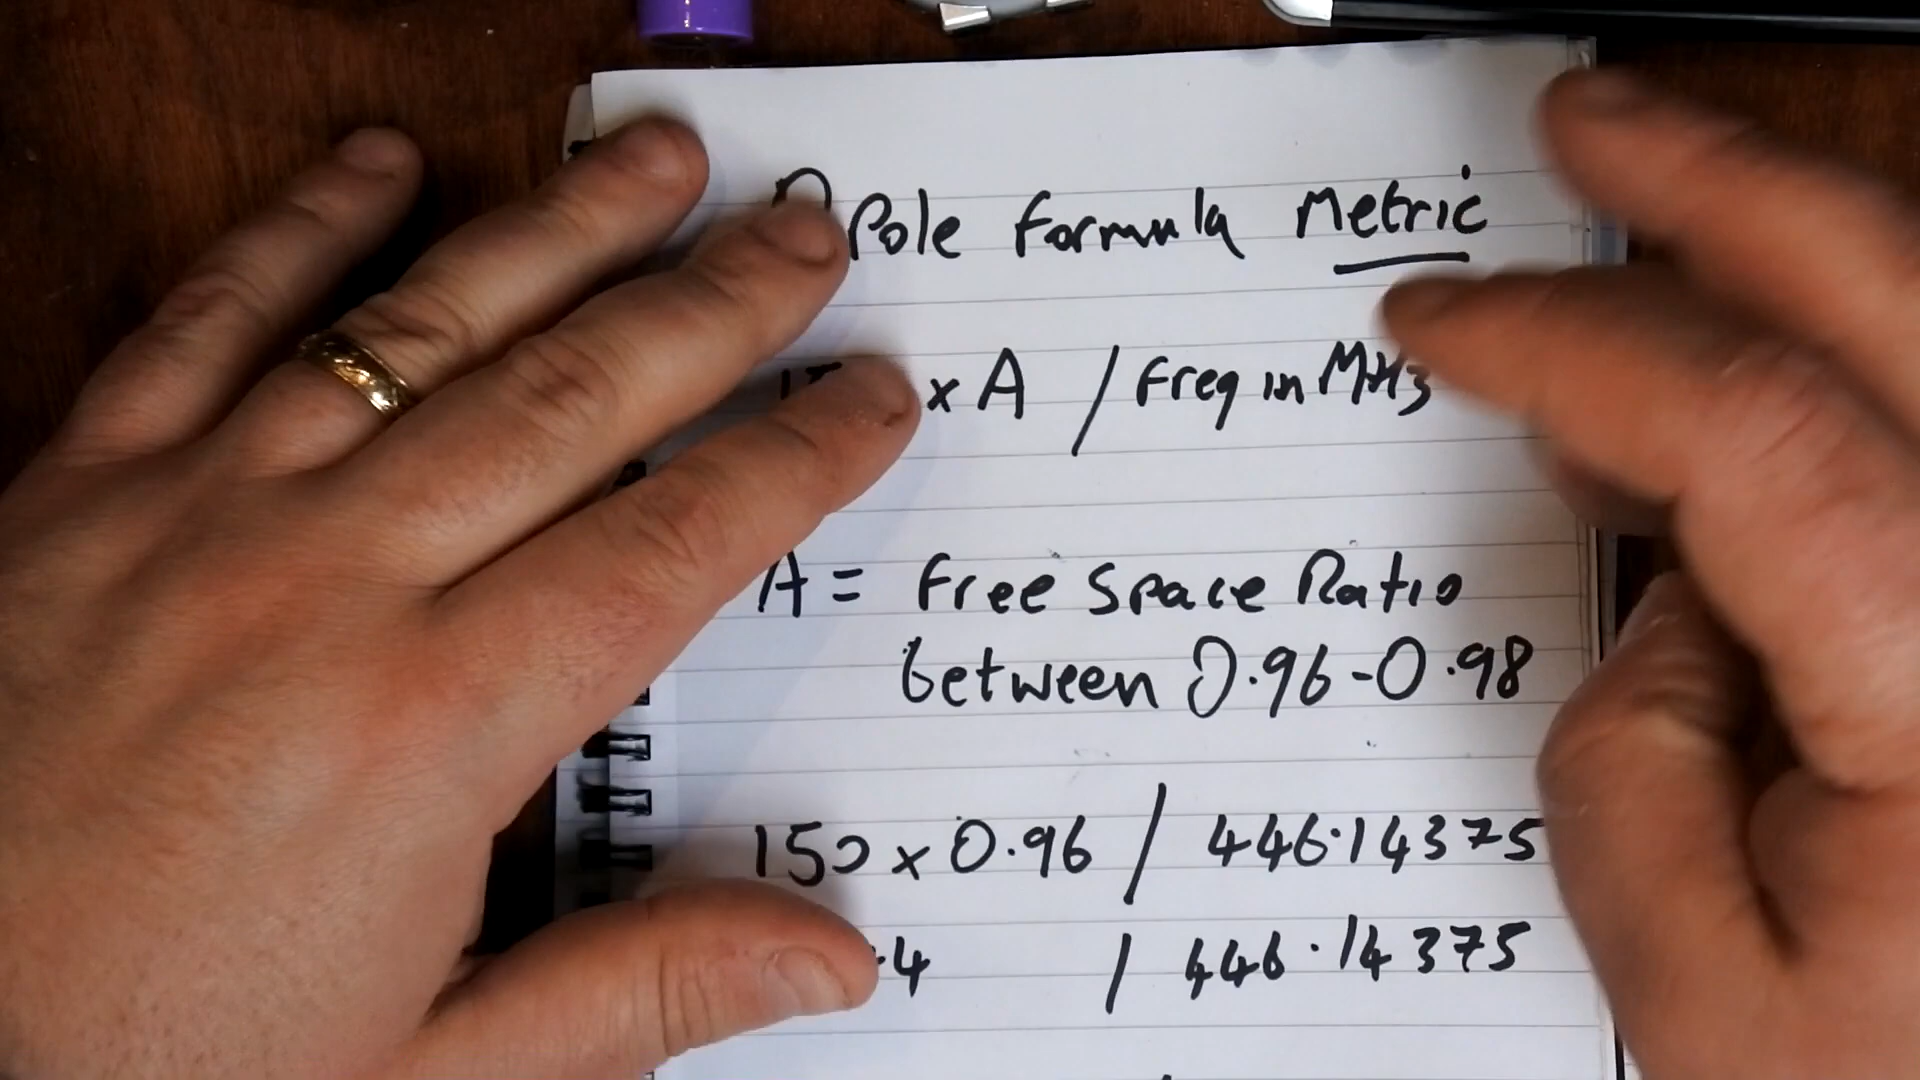 Pole formula Metric
x A / Freq in MHz
A = Free Space Ratio
between 0.96-0.98
150 x 0.96 / 446.14375
4 / 446.14375